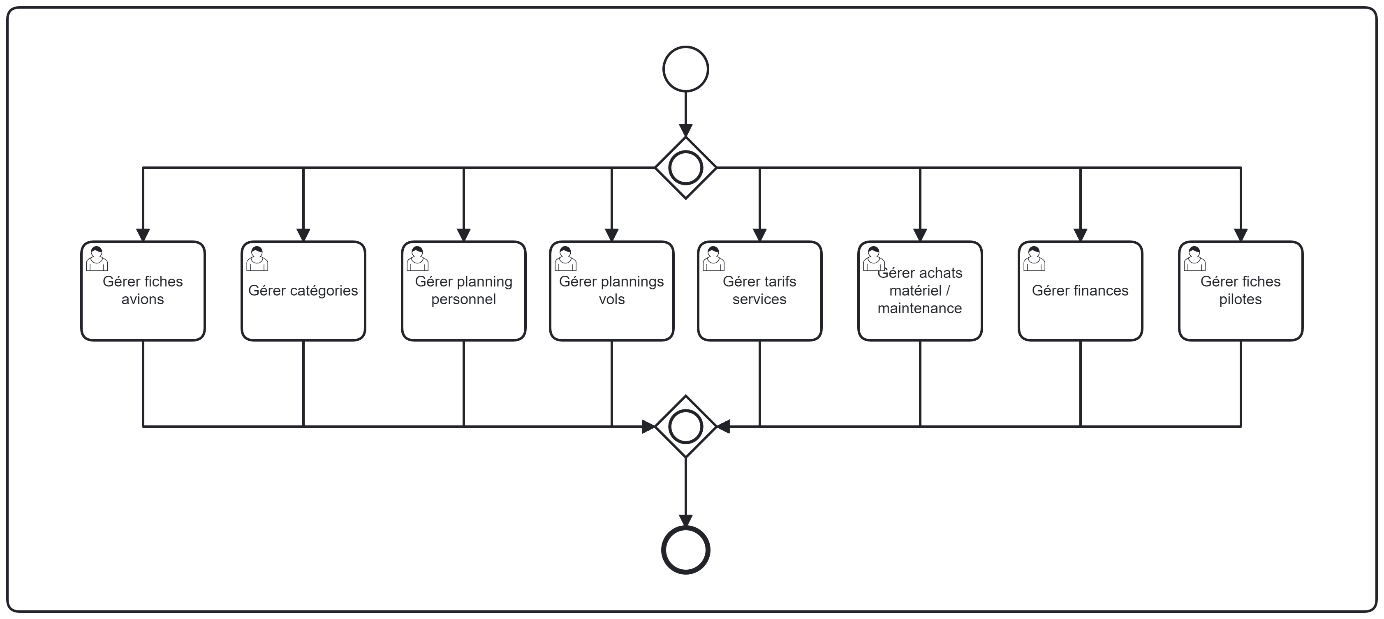 Gérer fiches
avions
Gérer catégories
Gérer planning
personnel
Gérer plannings
vols
Gérer tarifs
services
Gérer achats
matériel /
maintenance
Gérer finances
Gérer fiches
pilotes